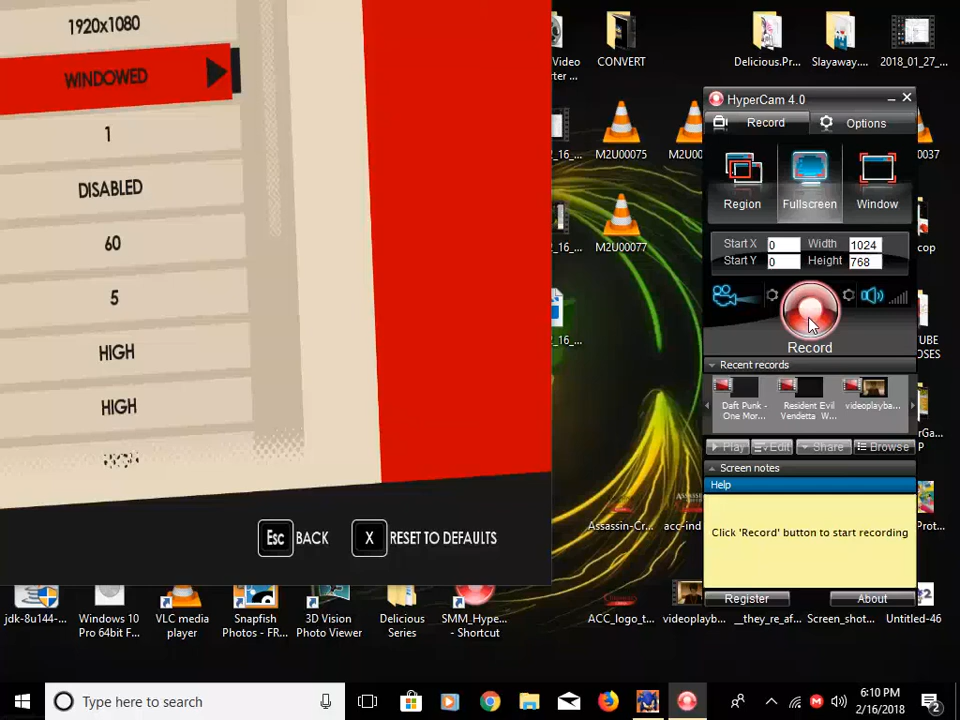 1920x1080
WINDOWED
1
DISABLED
60
5
HIGH
HIGH
Esc BACK
X RESET TO DEFAULTS
Video
CONVERT
Delicious.Pr...
Slayaway....
2018_01_27_...
M2U00075
M2U00077
HyperCam 4.0
Record
Options
Region
Fullscreen
Window
Start X 0 Width 1024
Start Y 0 Height 768
Record
Recent records
Daft Punk - One Mor...
Resident Evil Vendetta W...
videoplayba...
Play
Edit
Share
Browse
Screen notes
Help
Click 'Record' button to start recording
Register
About
Assassin-Cr...
acc-ind
jdk-8u144-...
Windows 10
Pro 64bit F...
VLC media
player
Snapfish
Photos - FR...
3D Vision
Photo Viewer
Delicious
Series
SMM_Hype...
- Shortcut
ACC_logo_t...
videoplayb...
__they_re_af...
Screen_shot...
Untitled-46
Type here to search
6:10 PM
2/16/2018
2